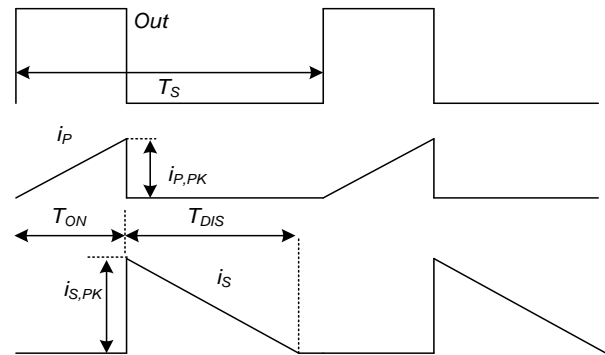 Out
T_S
i_P
i_P,PK
T_ON
T_DIS
i_S,PK
i_S